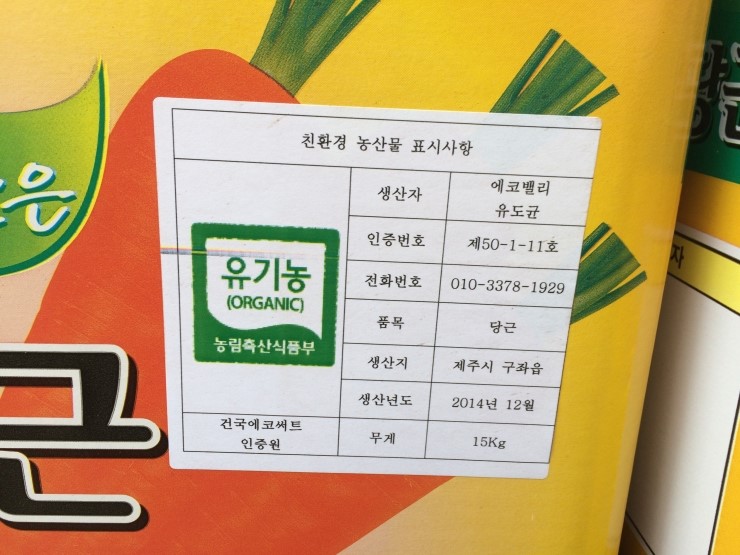 친환경 농산물 표시사항
유기농
(ORGANIC)
농림축산식품부
건국에코써트
인증원
생산자 에코밸리
유도균
인증번호 제50-1-11호
전화번호 010-3378-1929
품목 당근
생산지 제주시 구좌읍
생산년도 2014년 12월
무게 15Kg
은
근
자